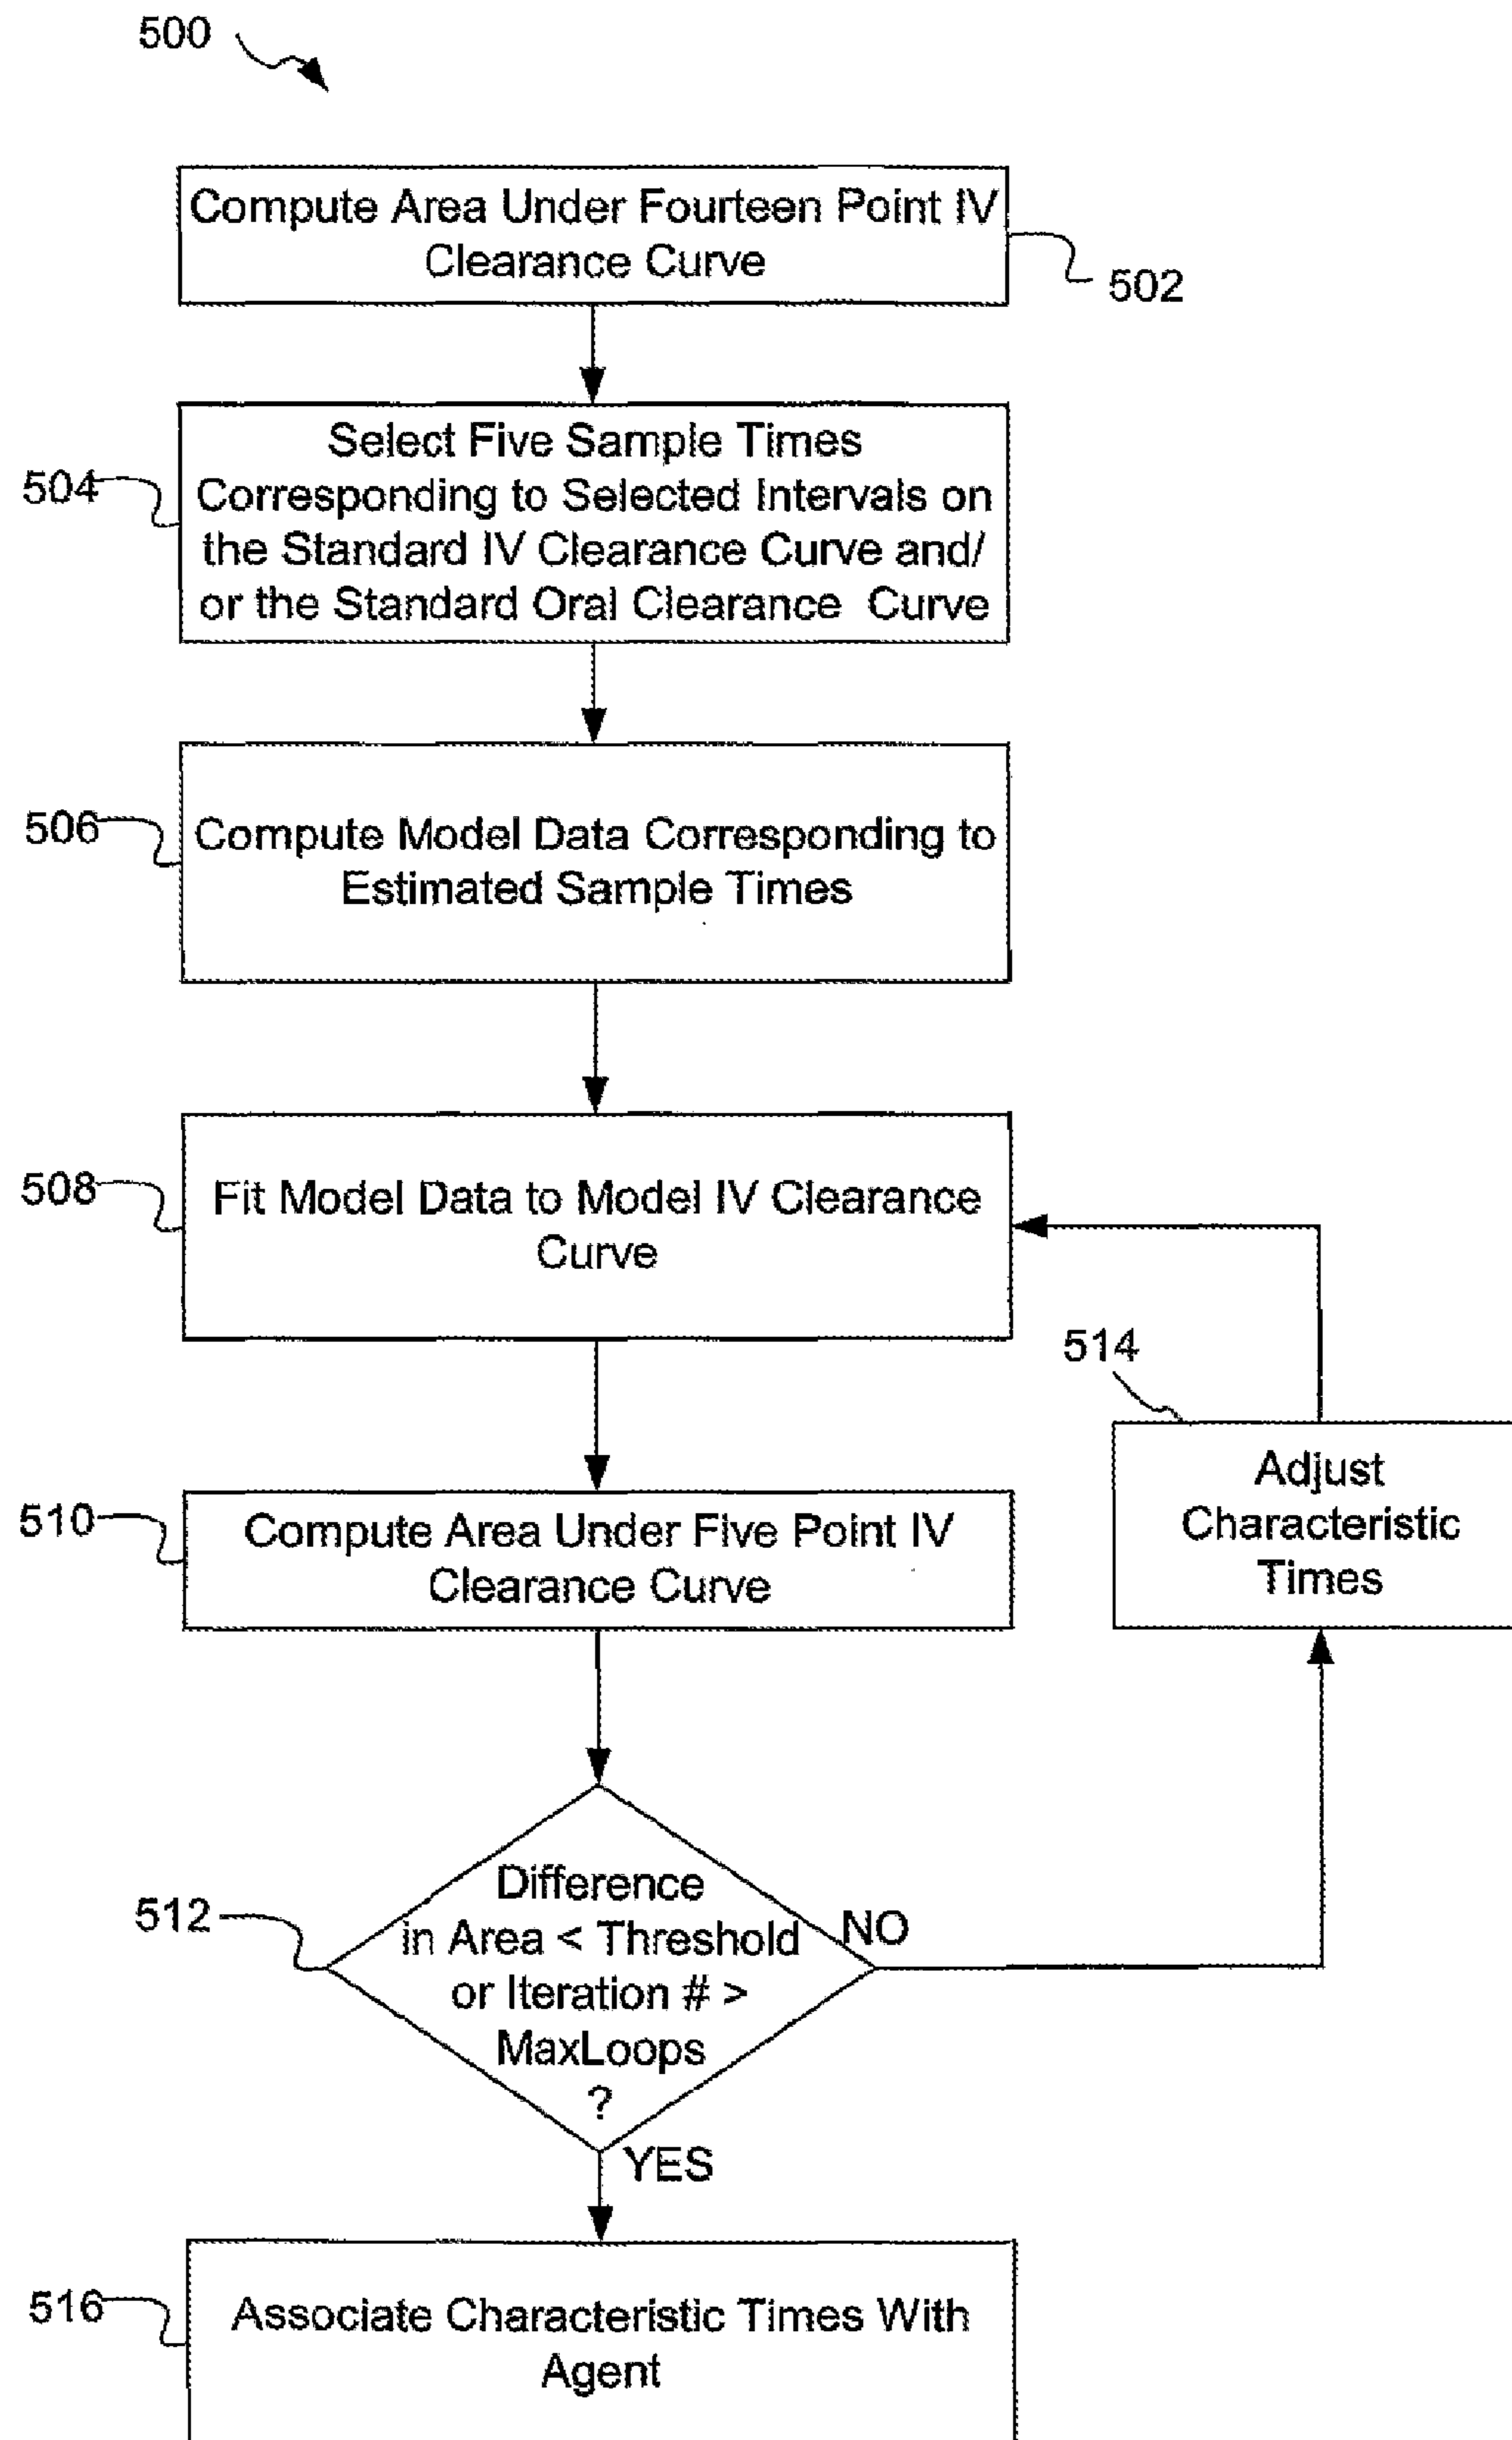 500
Compute Area Under Fourteen Point IV
Clearance Curve
502
504
Select Five Sample Times
Corresponding to Selected Intervals on
the Standard IV Clearance Curve and/
or the Standard Oral Clearance Curve
506
Compute Model Data Corresponding to
Estimated Sample Times
508
Fit Model Data to Model IV Clearance
Curve
514
Adjust
Characteristic
Times
510
Compute Area Under Five Point IV
Clearance Curve
512
Difference
in Area < Threshold
or Iteration # >
MaxLoops
?
NO
YES
516
Associate Characteristic Times With
Agent